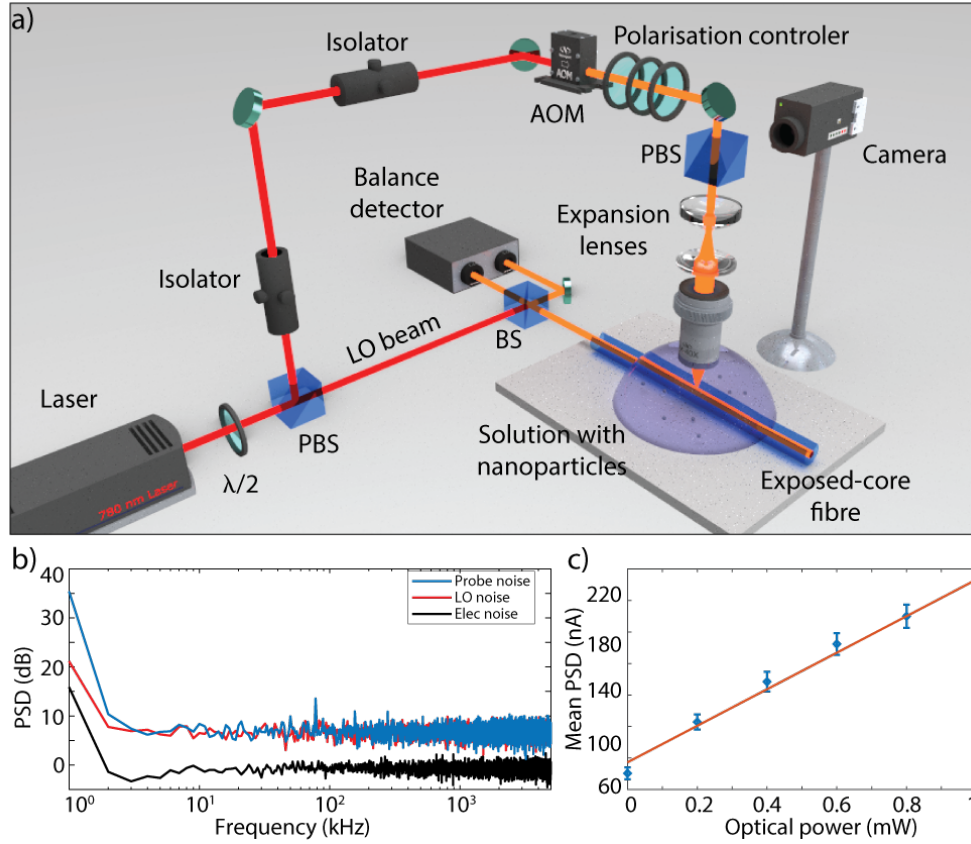 a)
Isolator
Polarisation controler
AOM
AOM
PBS
Camera
Balance
detector
Expansion
lenses
Isolator
LO beam
BS
Laser
PBS
Solution with
nanoparticles
λ/2
780 nm Laser
Exposed-core
fibre
b)
40
35
20
10
0
PSD (dB)
Probe noise
LO noise
Elec noise
10⁰ 10¹ 10² 10³
Frequency (kHz)
c)
220
180
140
100
60
Mean PSD (nA)
0 0.2 0.4 0.6 0.8 1
Optical power (mW)